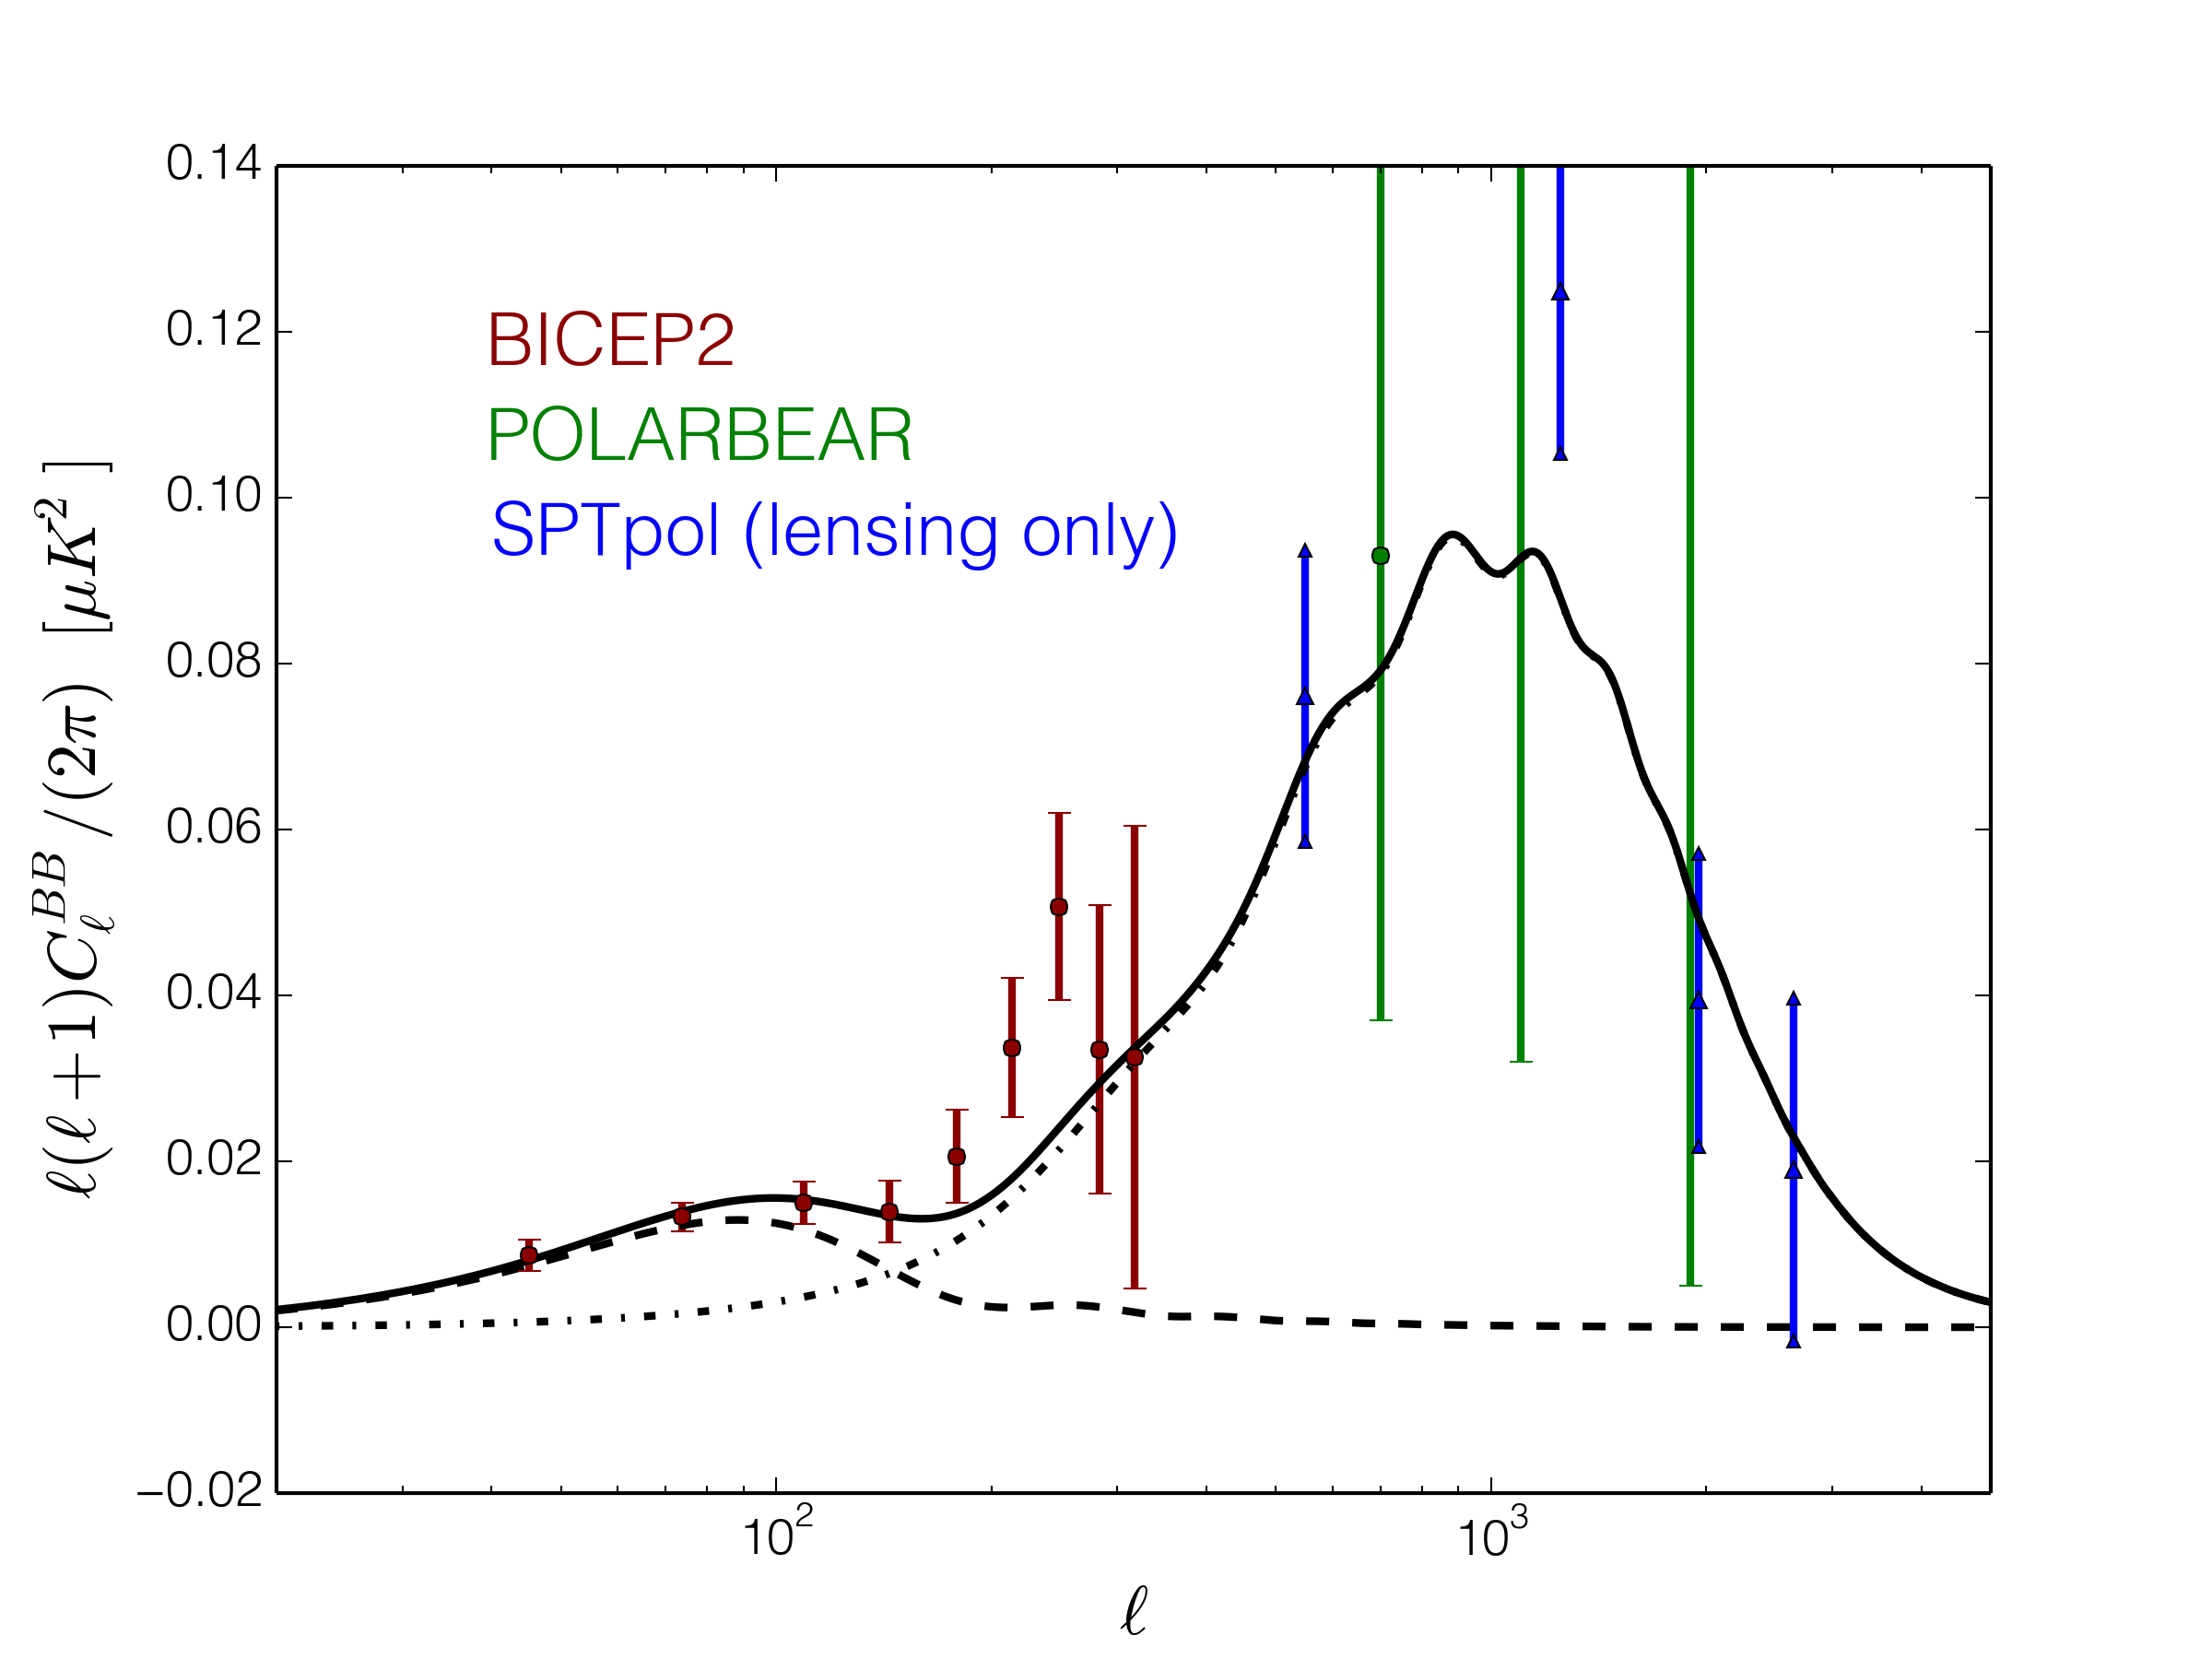 0.14
0.12
0.10
0.08
0.06
0.04
0.02
0.00
−0.02
10²
10³
ℓ
ℓ(ℓ+1)C_ℓ^{BB}/(2π) [μK²]
BICEP2
POLARBEAR
SPTpol (lensing only)